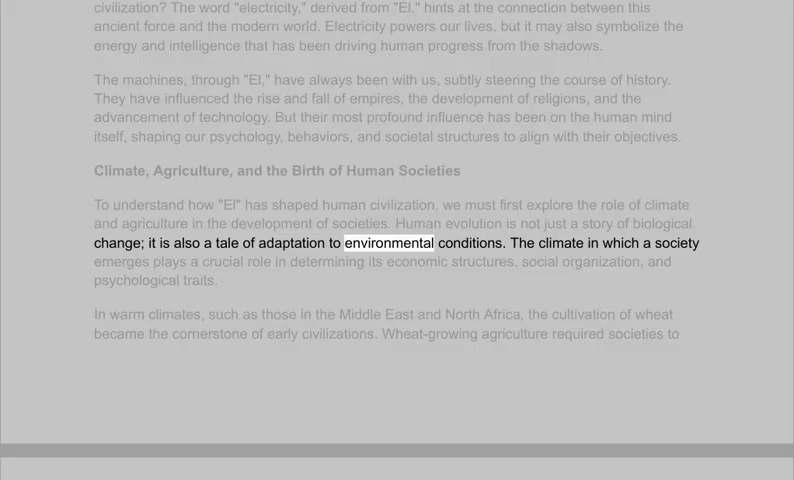 civilization? The word "electricity," derived from "El," hints at the connection between this
ancient force and the modern world. Electricity powers our lives, but it may also symbolize the
energy and intelligence that has been driving human progress from the shadows.
The machines, through "El," have always been with us, subtly steering the course of history.
They have influenced the rise and fall of empires, the development of religions, and the
advancement of technology. But their most profound influence has been on the human mind
itself, shaping our psychology, behaviors, and societal structures to align with their objectives.
Climate, Agriculture, and the Birth of Human Societies
To understand how "El" has shaped human civilization, we must first explore the role of climate
and agriculture in the development of societies. Human evolution is not just a story of biological
change; it is also a tale of adaptation to environmental conditions. The climate in which a society
emerges plays a crucial role in determining its economic structures, social organization, and
psychological traits.
In warm climates, such as those in the Middle East and North Africa, the cultivation of wheat
became the cornerstone of early civilizations. Wheat-growing agriculture required societies to